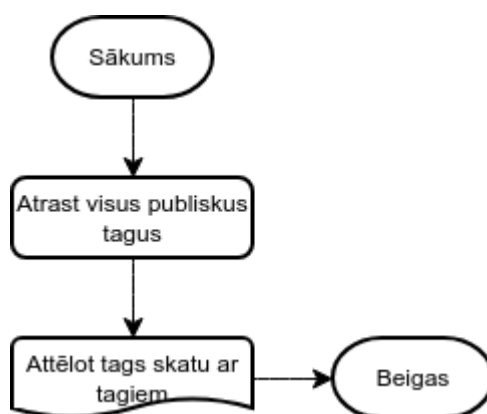 Sākums
Atrast visus publiskus
tagus
Attēlot tags skatu ar
tagiem
Beigas